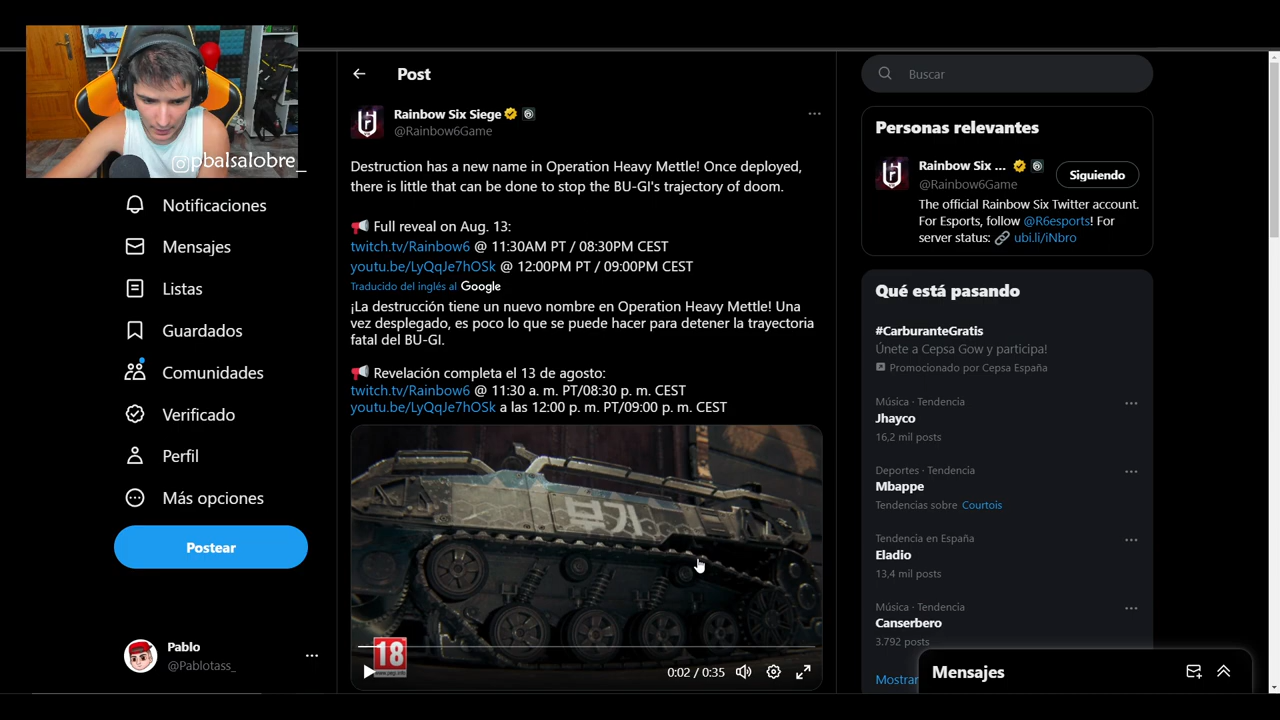 pbalsalobre_
Notificaciones
Mensajes
Listas
Guardados
Comunidades
Verificado
Perfil
Más opciones
Postear
Pablo
@Pablotass_
Post
Rainbow Six Siege
@Rainbow6Game
Destruction has a new name in Operation Heavy Mettle! Once deployed,
there is little that can be done to stop the BU-GI's trajectory of doom.
Full reveal on Aug. 13:
twitch.tv/Rainbow6 @ 11:30AM PT / 08:30PM CEST
youtu.be/LyQqJe7hOSk @ 12:00PM PT / 09:00PM CEST
Traducido del inglés al Google
¡La destrucción tiene un nuevo nombre en Operation Heavy Mettle! Una
vez desplegado, es poco lo que se puede hacer para detener la trayectoria
fatal del BU-GI.
Revelación completa el 13 de agosto:
twitch.tv/Rainbow6 @ 11:30 a. m. PT/08:30 p. m. CEST
youtu.be/LyQqJe7hOSk a las 12:00 p. m. PT/09:00 p. m. CEST
무기
18
www.pegi.info
0:02 / 0:35
Buscar
Personas relevantes
Rainbow Six ...
@Rainbow6Game
Siguiendo
The official Rainbow Six Twitter account.
For Esports, follow @R6esports! For
server status: ubi.li/iNbro
Qué está pasando
#CarburanteGratis
Únete a Cepsa Gow y participa!
Promocionado por Cepsa España
Música · Tendencia
Jhayco
16,2 mil posts
Deportes · Tendencia
Mbappe
Tendencias sobre Courtois
Tendencia en España
Eladio
13,4 mil posts
Música · Tendencia
Canserbero
3.792 posts
Mostrar
Mensajes